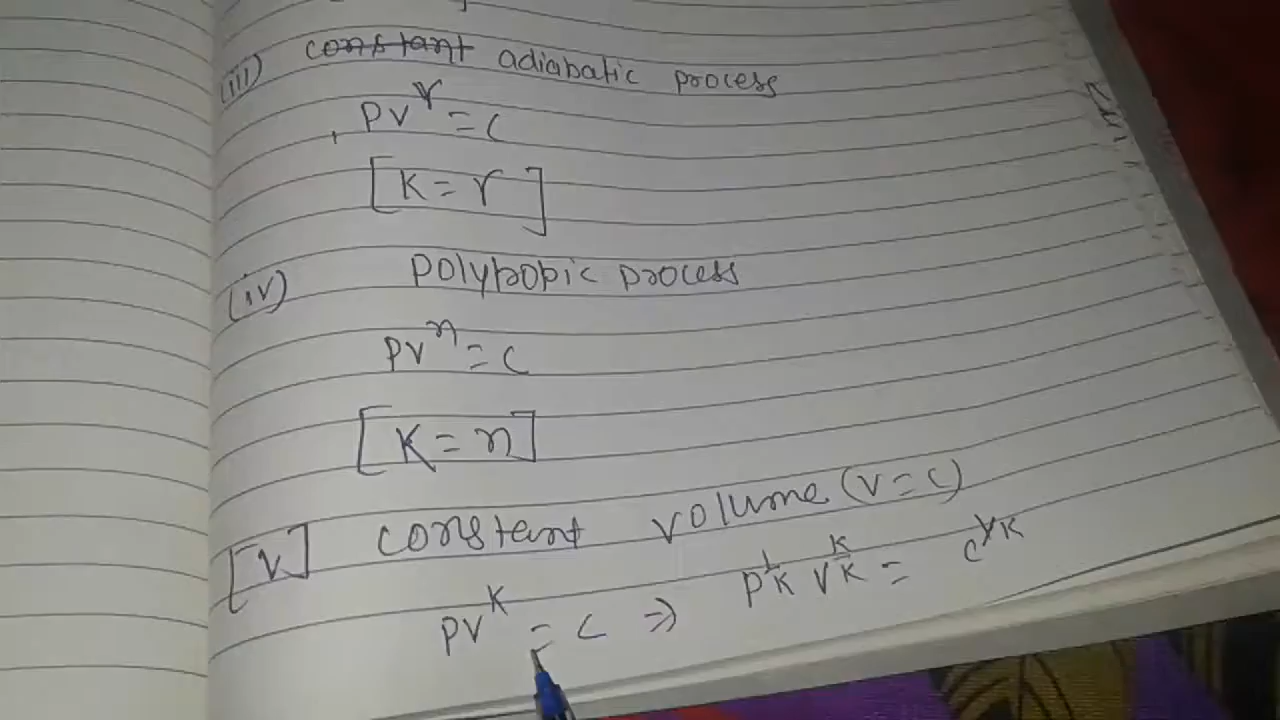 (iii) constant adiabatic process
PV^γ = C
[K = γ]
(iv) Polytropic process
PV^n = C
[K = n]
[V] constant volume (V = C)
PV^K = C ⇒ P^1/K V^K/K = C^1/K